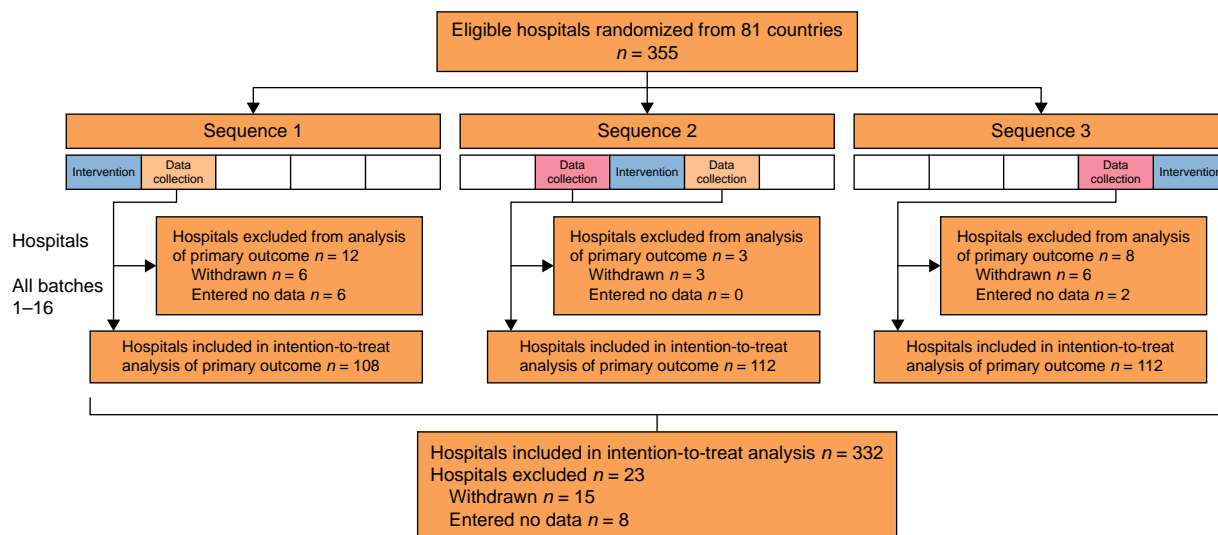 Eligible hospitals randomized from 81 countries
n = 355
Sequence 1
Sequence 2
Sequence 3
Intervention
Data
collection
Data
collection
Intervention
Data
collection
Data
collection
Intervention
Hospitals
All batches
1–16
Hospitals excluded from analysis
of primary outcome n = 12
Withdrawn n = 6
Entered no data n = 6
Hospitals excluded from analysis
of primary outcome n = 3
Withdrawn n = 3
Entered no data n = 0
Hospitals excluded from analysis
of primary outcome n = 8
Withdrawn n = 6
Entered no data n = 2
Hospitals included in intention-to-treat
analysis of primary outcome n = 108
Hospitals included in intention-to-treat
analysis of primary outcome n = 112
Hospitals included in intention-to-treat
analysis of primary outcome n = 112
Hospitals included in intention-to-treat analysis n = 332
Hospitals excluded n = 23
Withdrawn n = 15
Entered no data n = 8